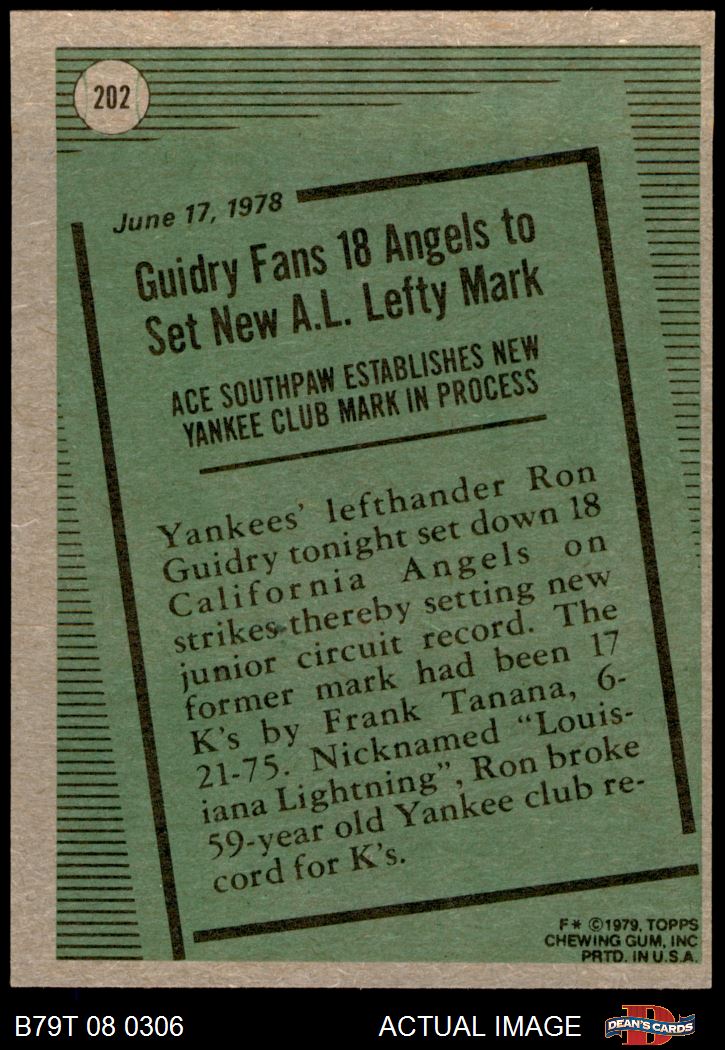 202
June 17, 1978
Guidry Fans 18 Angels to
Set New A.L. Lefty Mark
ACE SOUTHPAW ESTABLISHES NEW
YANKEE CLUB MARK IN PROCESS
Yankees' lefthander Ron
Guidry tonight set down 18
California Angels on
strikes thereby setting new
junior circuit record. The
former mark had been 17
K's by Frank Tanana, 6-
21-75. Nicknamed "Louis-
iana Lightning", Ron broke
59-year old Yankee club re-
cord for K's.
F* ©1979, TOPPS
CHEWING GUM, INC
PRTD. IN U.S.A.
B79T 08 0306
ACTUAL IMAGE
D
DEAN'S CARDS